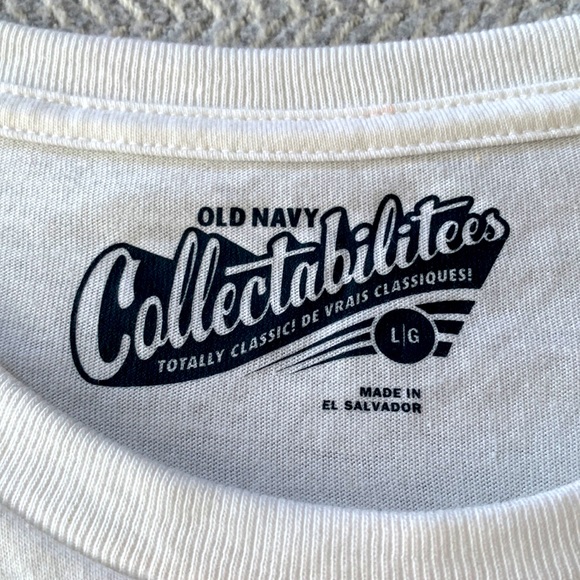 OLD NAVY
Collectabilitees
TOTALLY CLASSIC! DE VRAIS CLASSIQUES!
L|G
MADE IN
EL SALVADOR